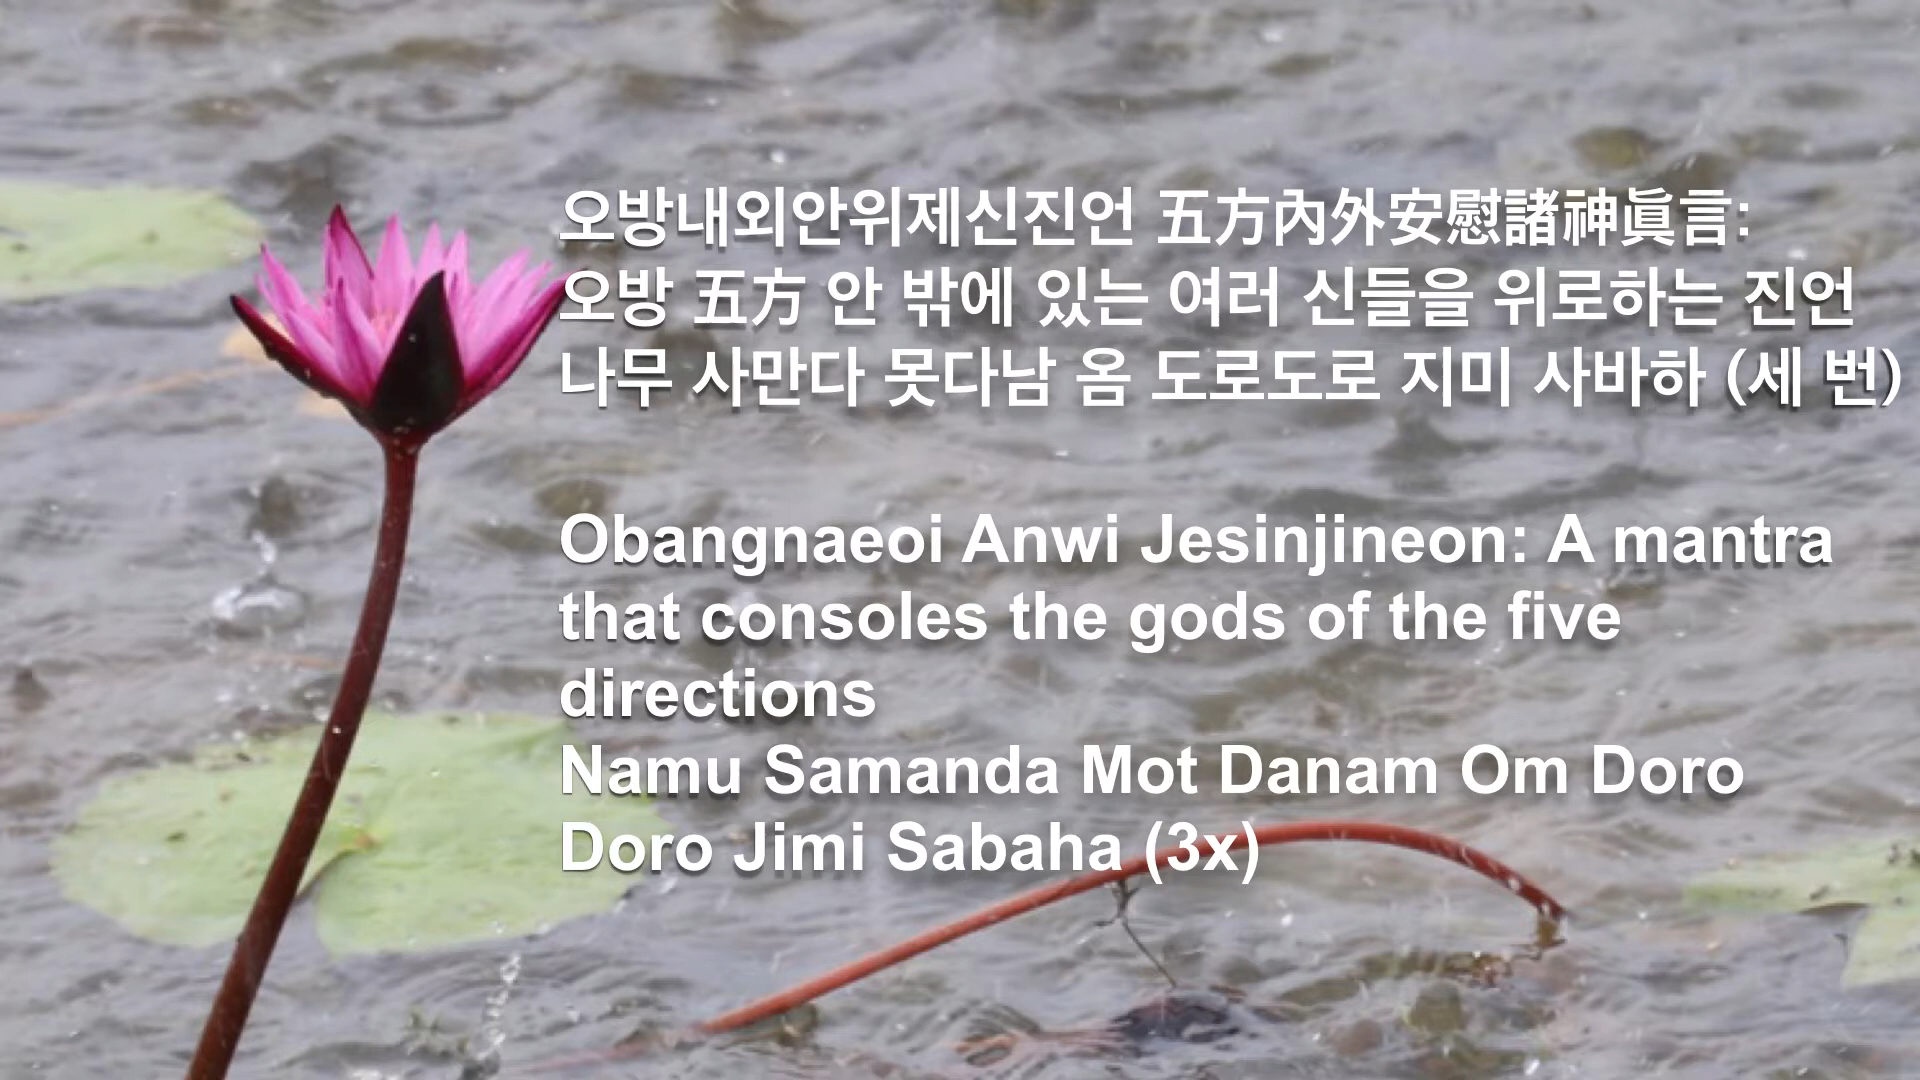 오방내외안위제신진언 五方內外安慰諸神眞言:
오방 五方 안 밖에 있는 여러 신들을 위로하는 진언
나무 사만다 못다남 옴 도로도로 지미 사바하 (세 번)
Obangnaeoi Anwi Jesinjineon: A mantra
that consoles the gods of the five
directions
Namu Samanda Mot Danam Om Doro
Doro Jimi Sabaha (3x)